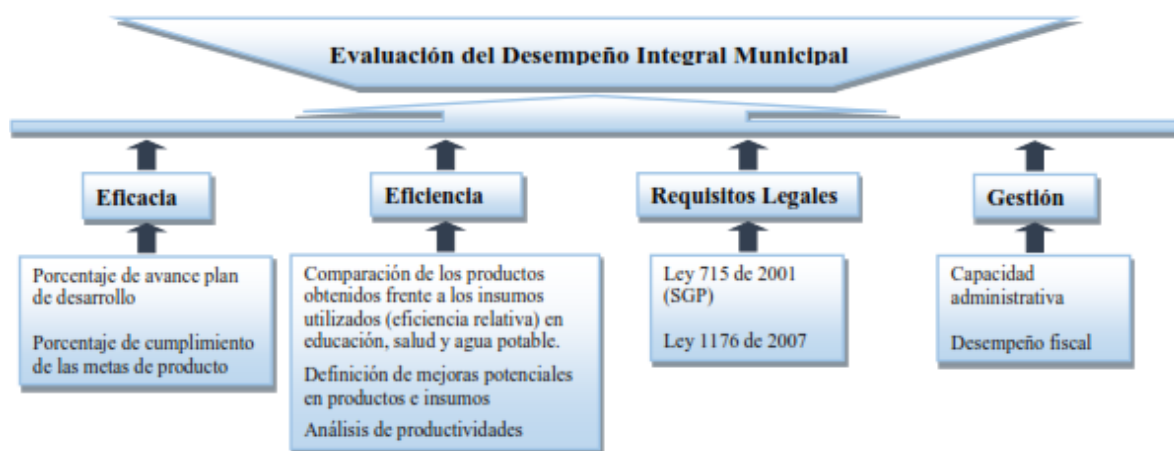 Evaluación del Desempeño Integral Municipal
Eficacia
Porcentaje de avance plan
de desarrollo
Porcentaje de cumplimiento
de las metas de producto
Eficiencia
Comparación de los productos
obtenidos frente a los insumos
utilizados (eficiencia relativa) en
educación, salud y agua potable.
Definición de mejoras potenciales
en productos e insumos
Análisis de productividades
Requisitos Legales
Ley 715 de 2001
(SGP)
Ley 1176 de 2007
Gestión
Capacidad
administrativa
Desempeño fiscal